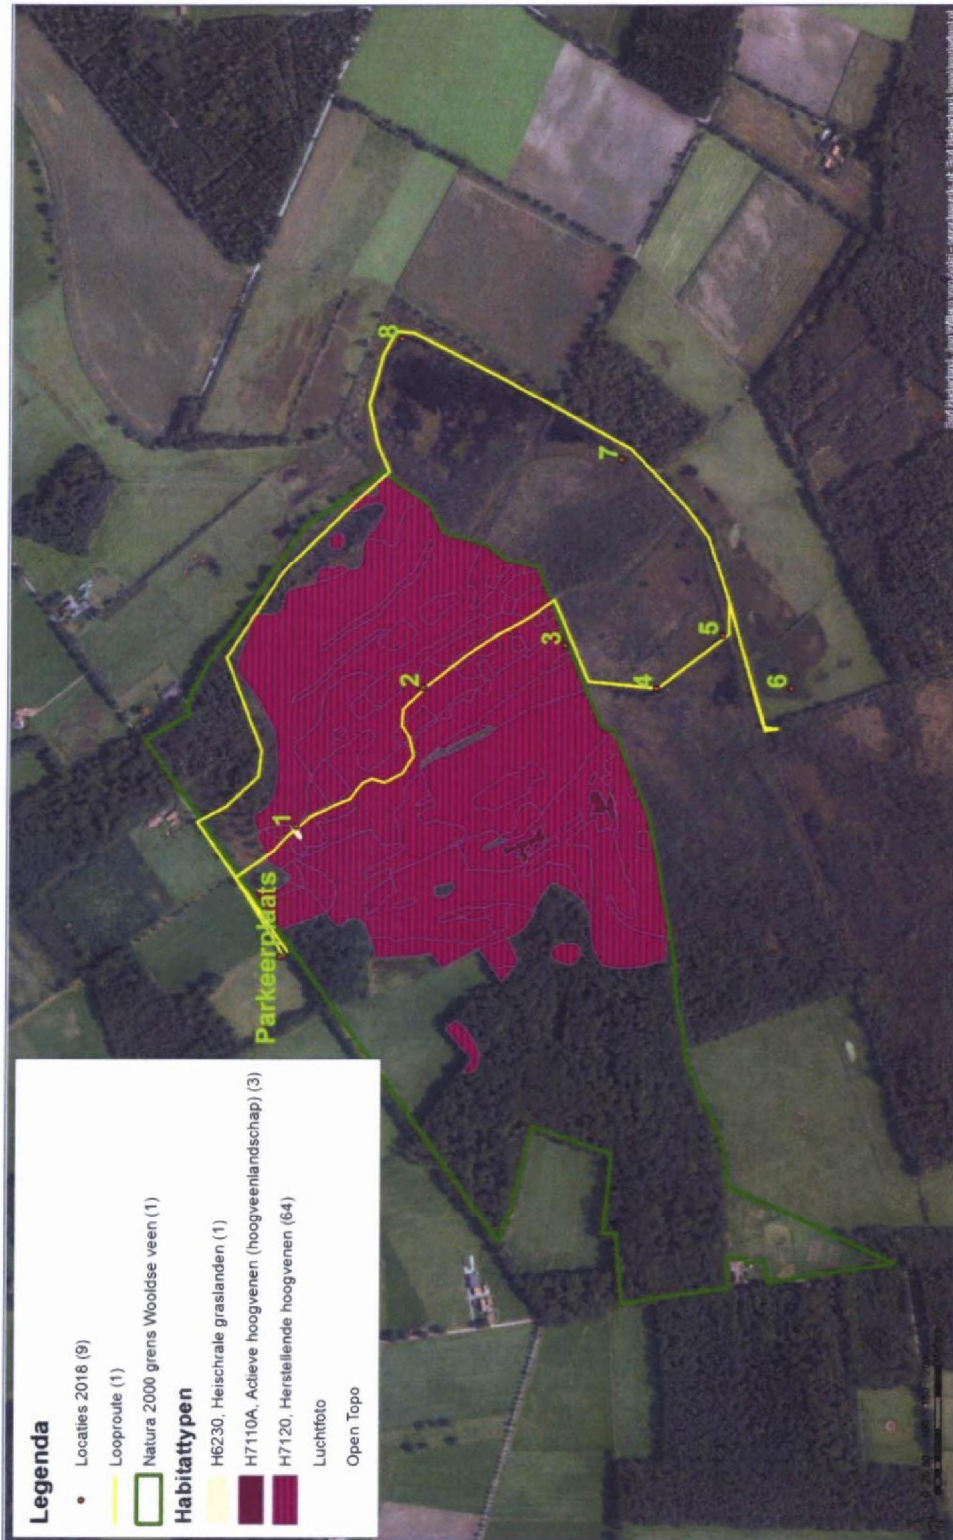 Legenda
Locaties 2018 (9)
Looproute (1)
Natura 2000 grens Wooldse veen (1)
Habitattypen
H6230, Heischrale graslanden (1)
H7110A, Actieve hoogvenen (hoogveenlandschap) (3)
H7120, Herstellende hoogvenen (64)
Luchtfoto
Open Topo
Parkeerplaats
1
2
3
4
5
6
7
8